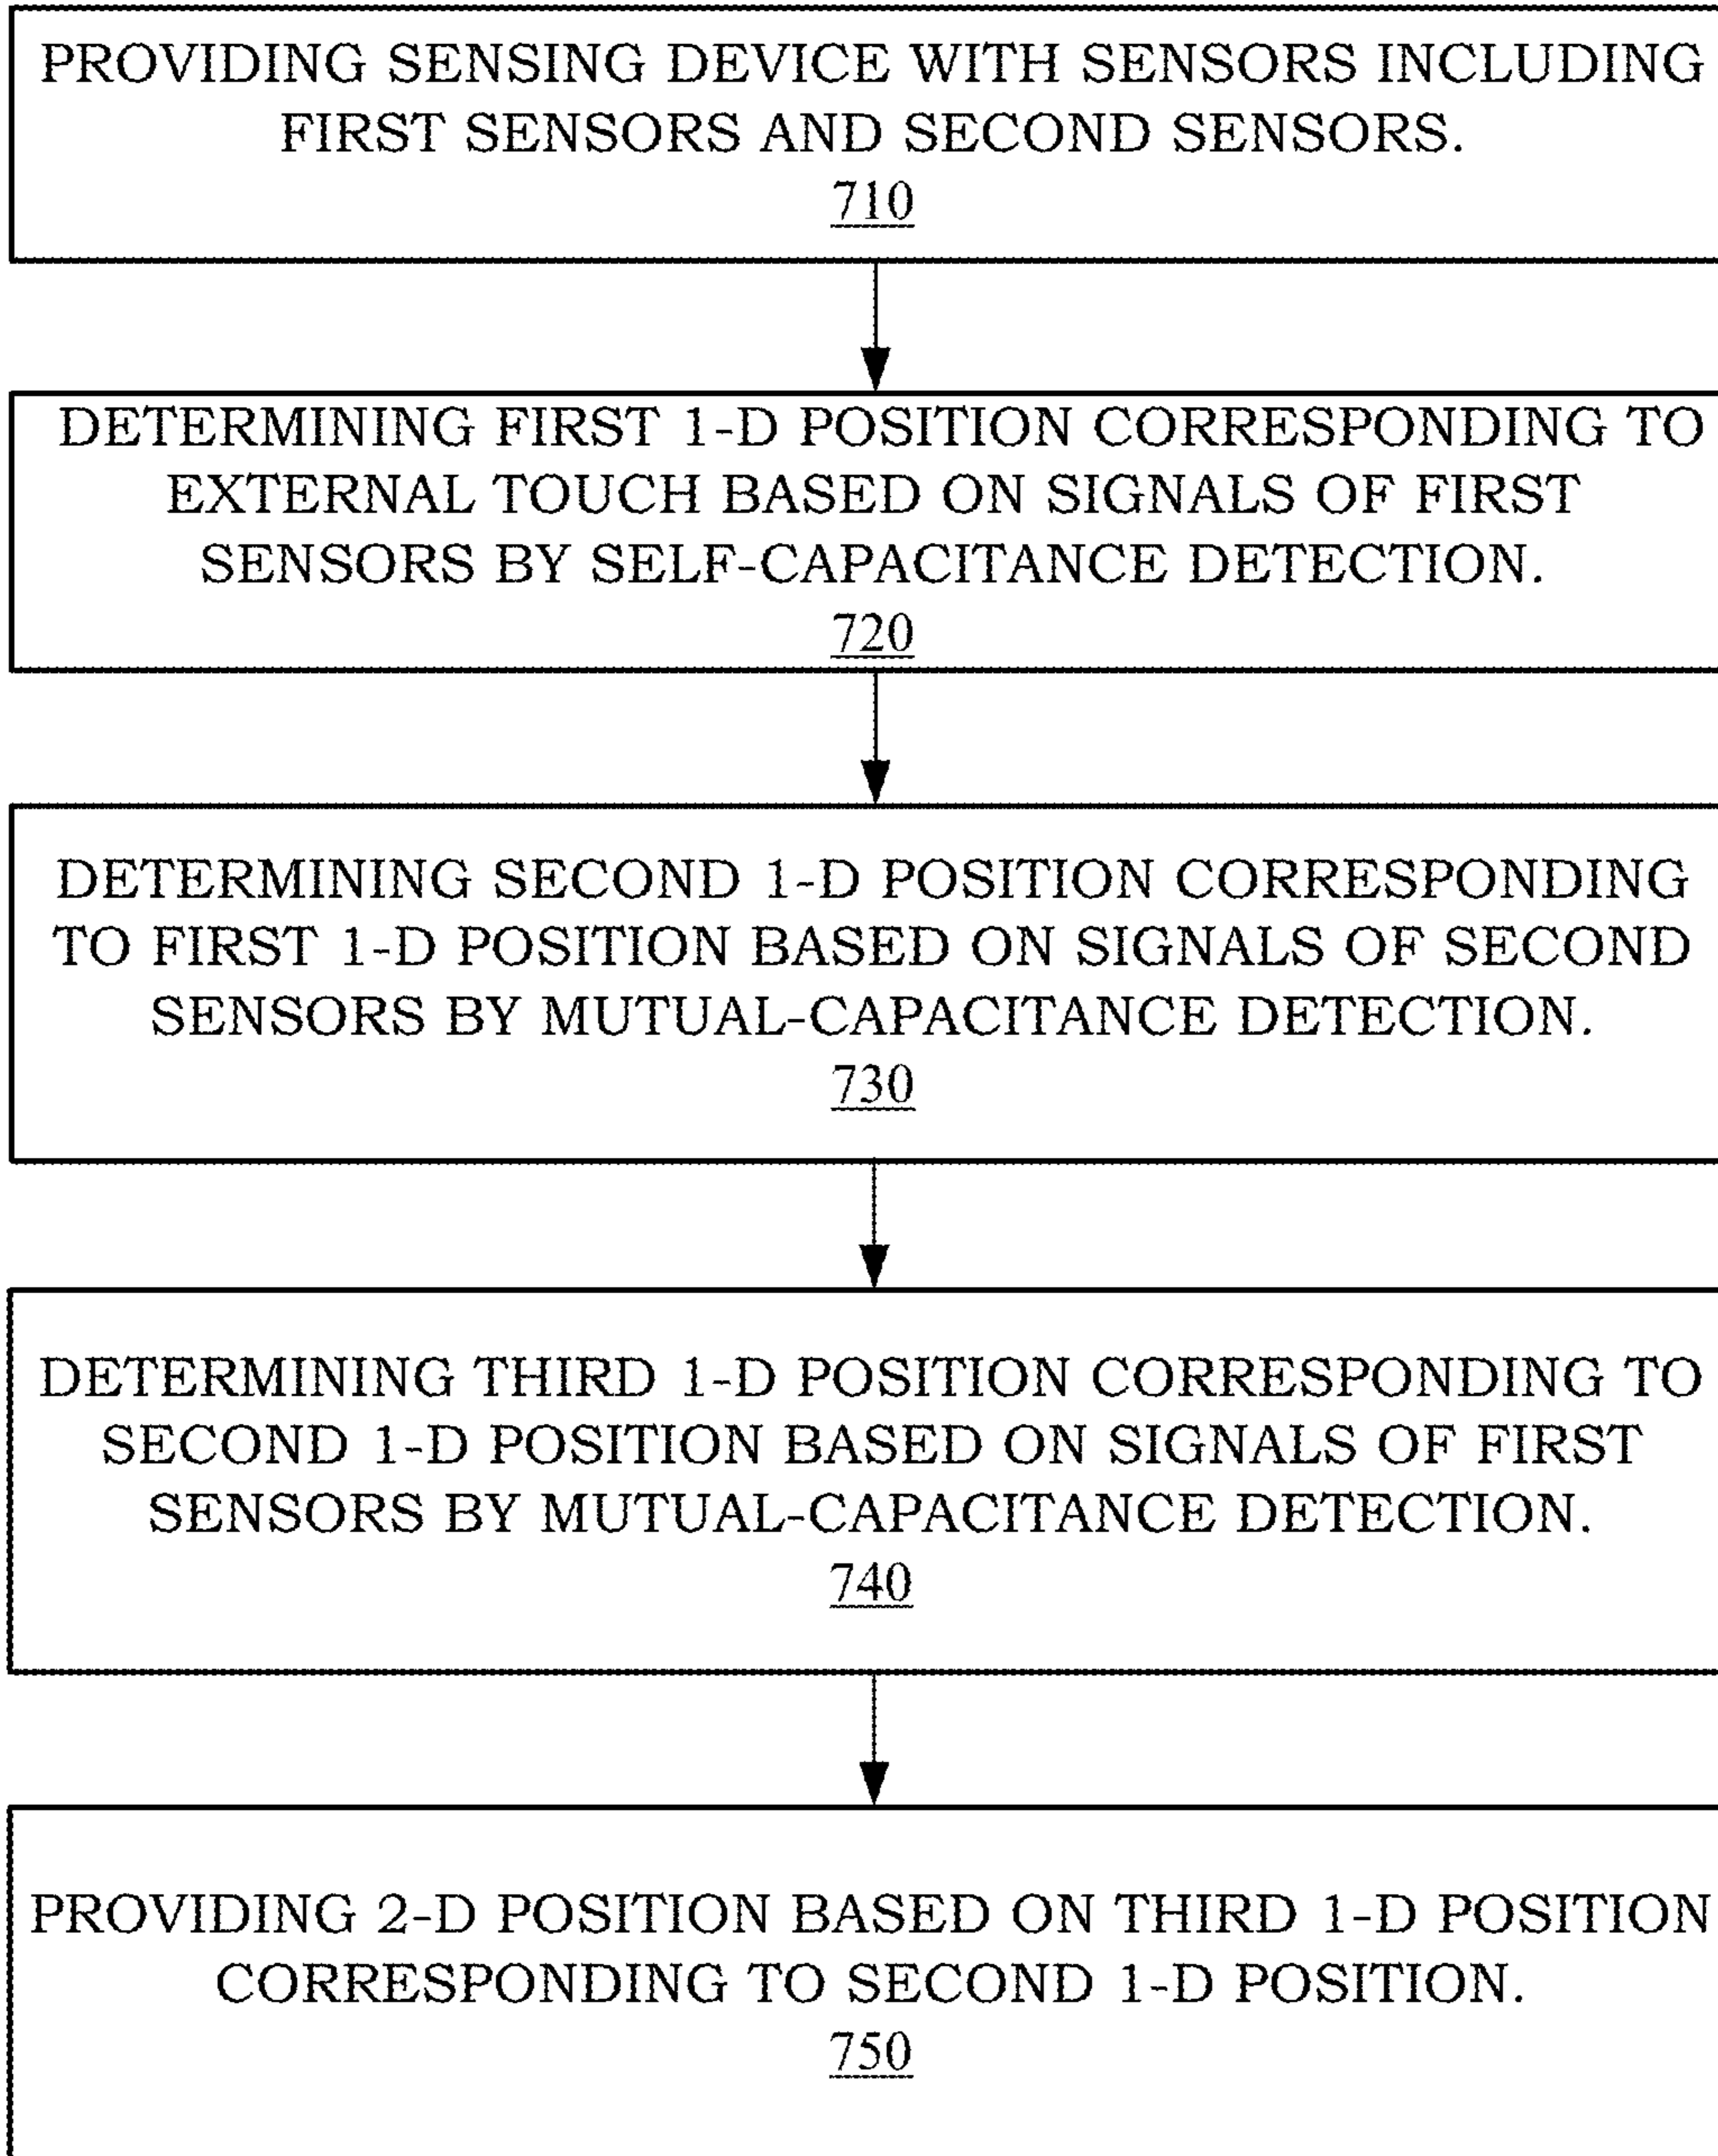 PROVIDING SENSING DEVICE WITH SENSORS INCLUDING
FIRST SENSORS AND SECOND SENSORS.
710
DETERMINING FIRST 1-D POSITION CORRESPONDING TO
EXTERNAL TOUCH BASED ON SIGNALS OF FIRST
SENSORS BY SELF-CAPACITANCE DETECTION.
720
DETERMINING SECOND 1-D POSITION CORRESPONDING
TO FIRST 1-D POSITION BASED ON SIGNALS OF SECOND
SENSORS BY MUTUAL-CAPACITANCE DETECTION.
730
DETERMINING THIRD 1-D POSITION CORRESPONDING TO
SECOND 1-D POSITION BASED ON SIGNALS OF FIRST
SENSORS BY MUTUAL-CAPACITANCE DETECTION.
740
PROVIDING 2-D POSITION BASED ON THIRD 1-D POSITION
CORRESPONDING TO SECOND 1-D POSITION.
750